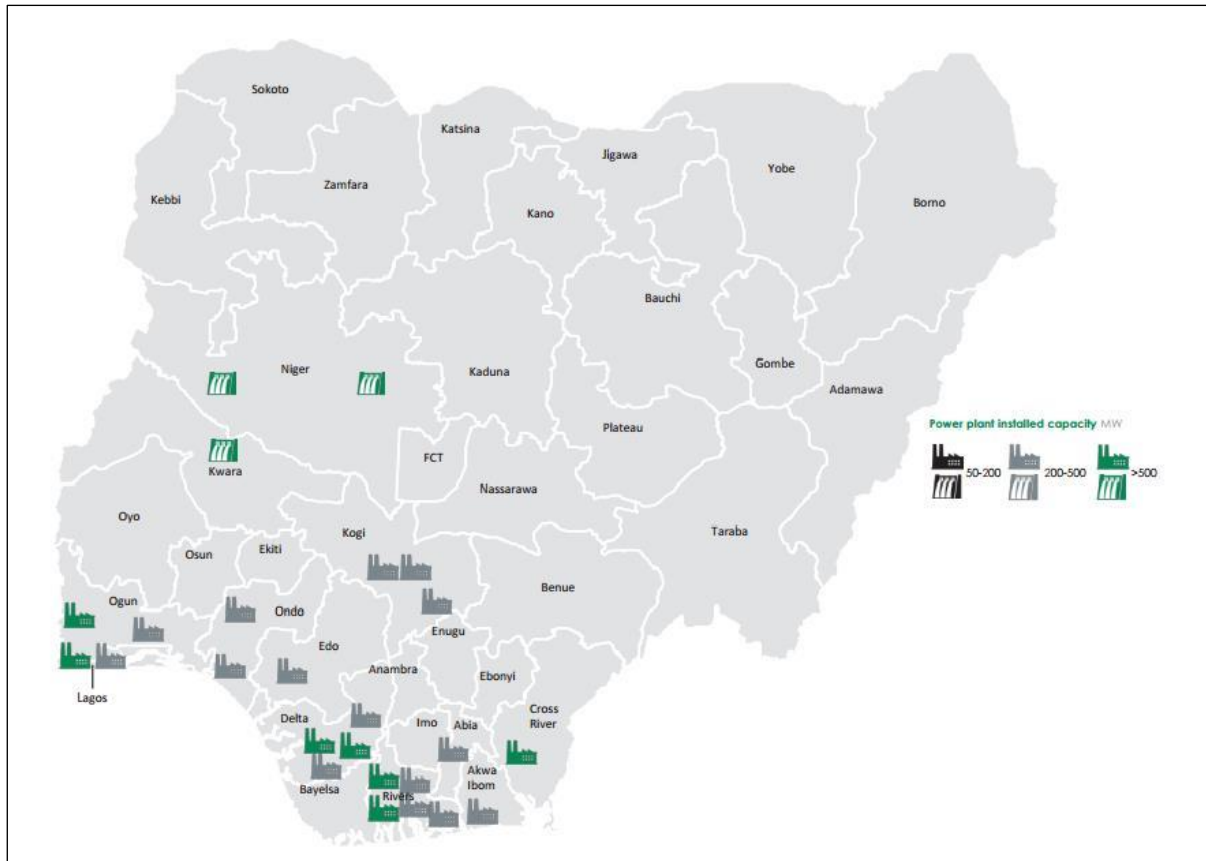 Sokoto
Katsina
Jigawa
Yobe
Zamfara
Kebbi
Kano
Borno
Bauchi
Niger
Kaduna
Gombe
Adamawa
Plateau
Power plant installed capacity MW
50-200
200-500
>500
FCT
Kwara
Nassarawa
Oyo
Kogi
Taraba
Osun
Ekiti
Benue
Ogun
Ondo
Enugu
Edo
Anambra
Ebonyi
Lagos
Delta
Imo
Abia
Cross
River
Akwa
Ibom
Bayelsa
Rivers